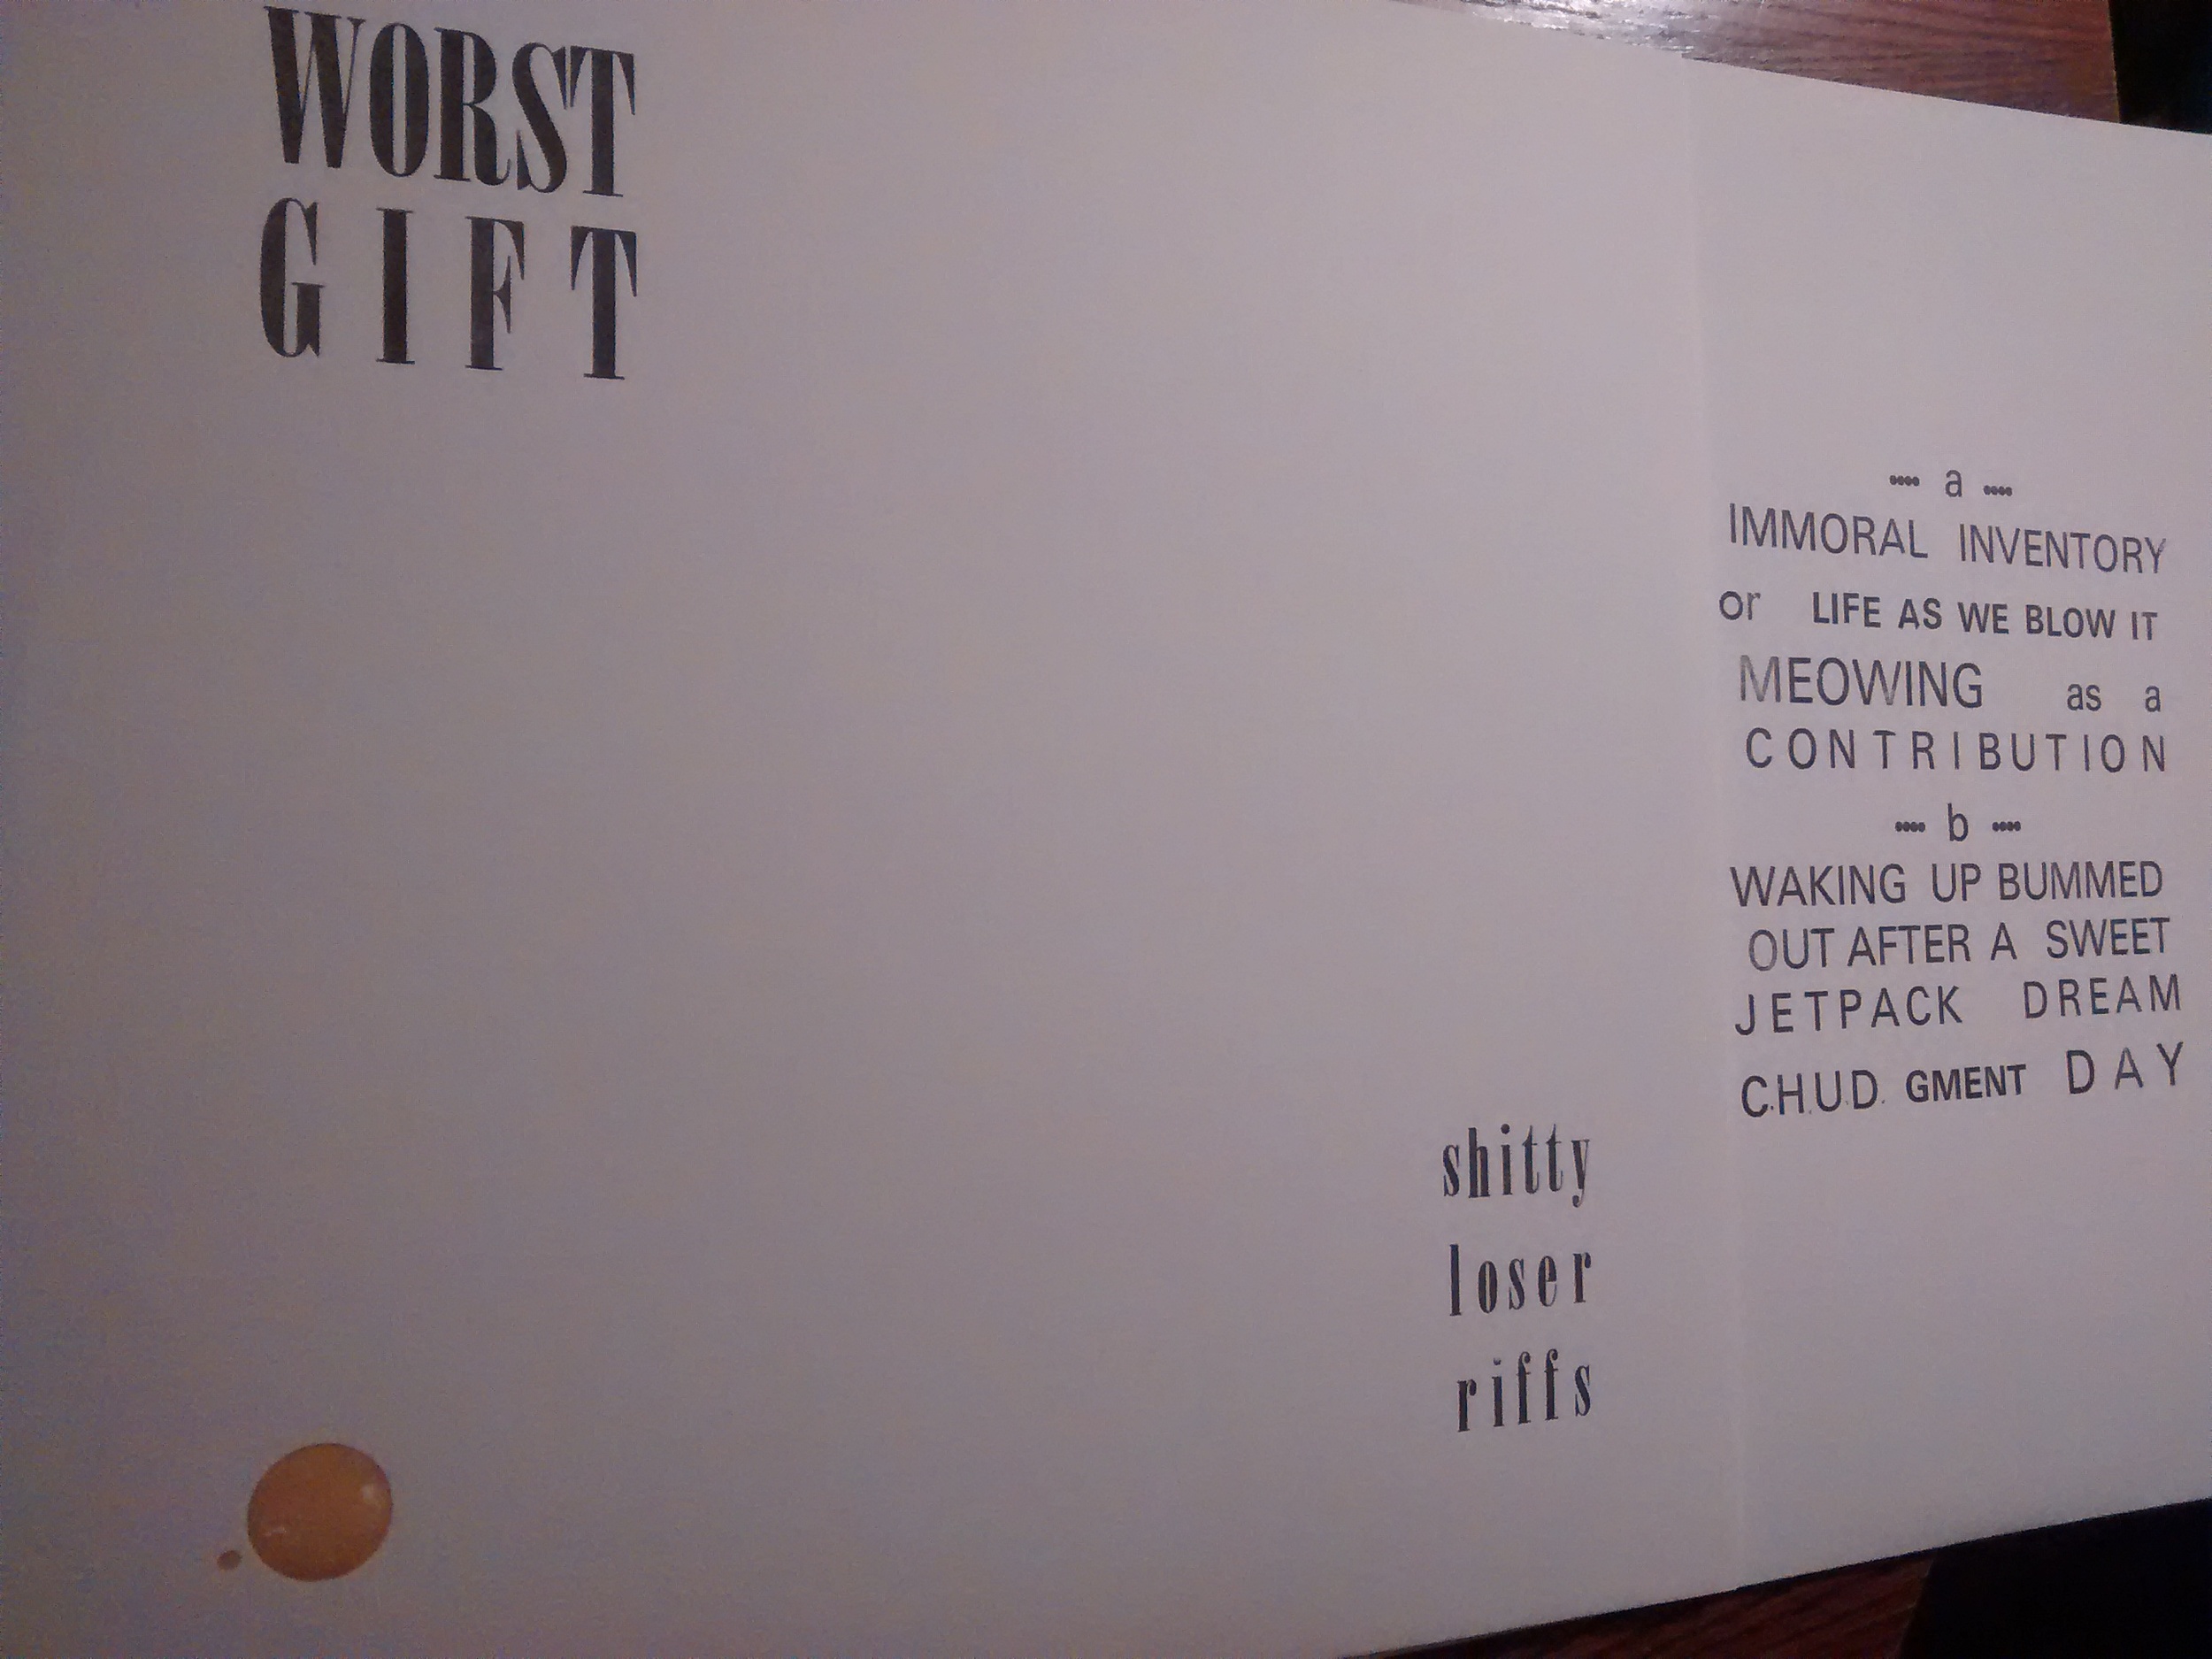 WORST
GIFT
shitty
loser
riffs
•••• a ••••
IMMORAL INVENTORY
or LIFE AS WE BLOW IT
MEOWING as a
CONTRIBUTION
•••• b ••••
WAKING UP BUMMED
OUT AFTER A SWEET
JETPACK DREAM
C.H.U.D. GMENT DAY